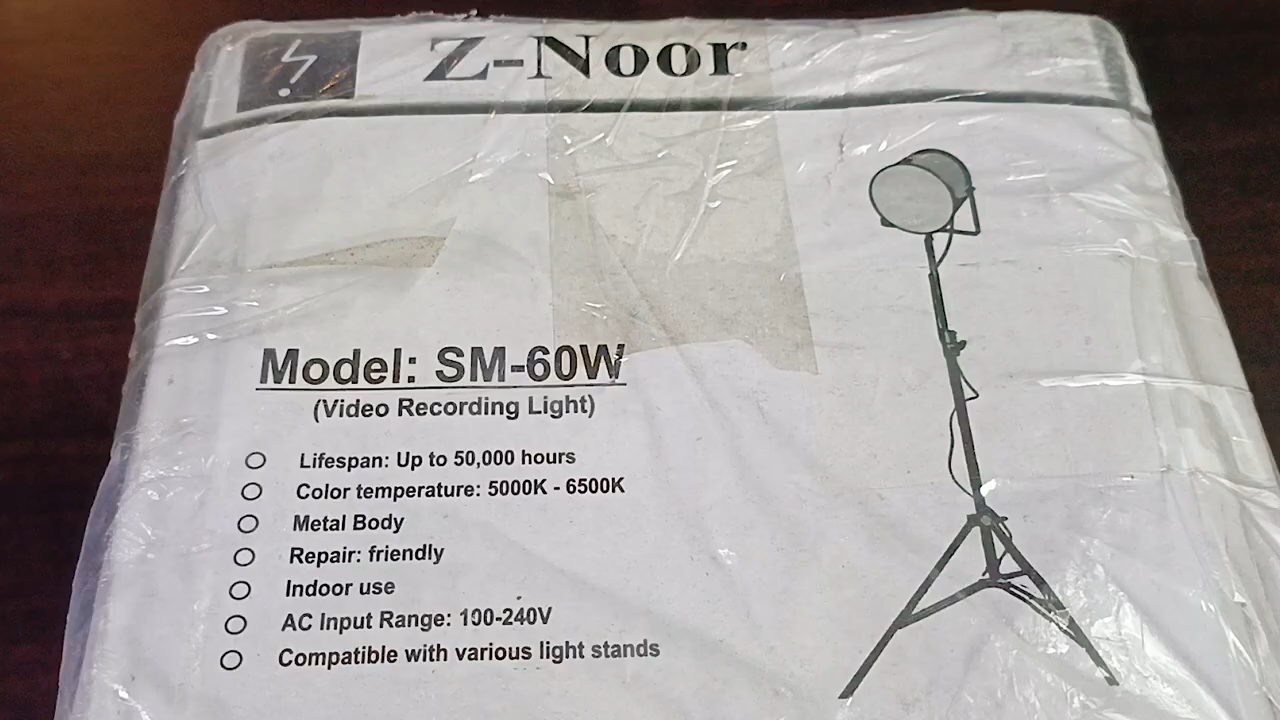 Z-Noor
Model: SM-60W
(Video Recording Light)
Lifespan: Up to 50,000 hours
Color temperature: 5000K - 6500K
Metal Body
Repair: friendly
Indoor use
AC Input Range: 100-240V
Compatible with various light stands